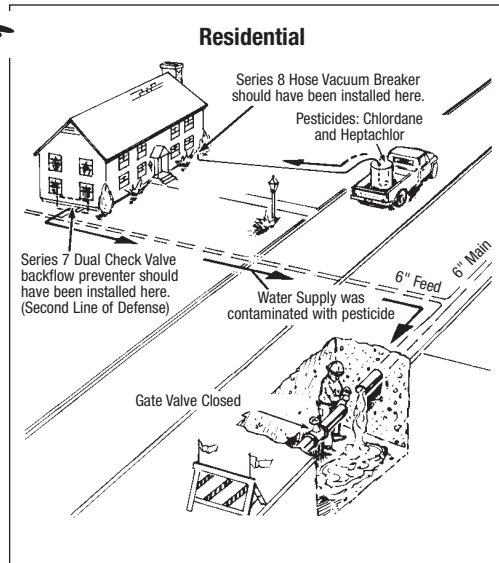 Residential
Series 8 Hose Vacuum Breaker
should have been installed here.
Pesticides: Chlordane
and Heptachlor
Series 7 Dual Check Valve
backflow preventer should
have been installed here.
(Second Line of Defense)
Water Supply was
contaminated with pesticide
6" Feed
6" Main
Gate Valve Closed